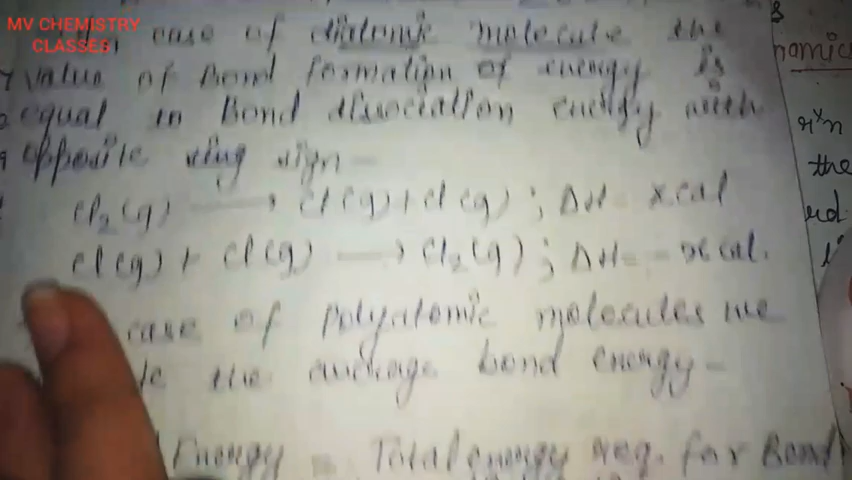 MV CHEMISTRY
CLASSES
case of diatomic molecule the
value of Bond formation of energy is
equal to Bond dissociation energy with
opposite sign -
Cl2(g) → Cl(g) + Cl(g) ; ΔH = x cal
Cl(g) + Cl(g) → Cl2(g) ; ΔH = - x cal.
case of polyatomic molecules we
the average bond energy -
Energy = Total energy req. for Bond
rxn
the